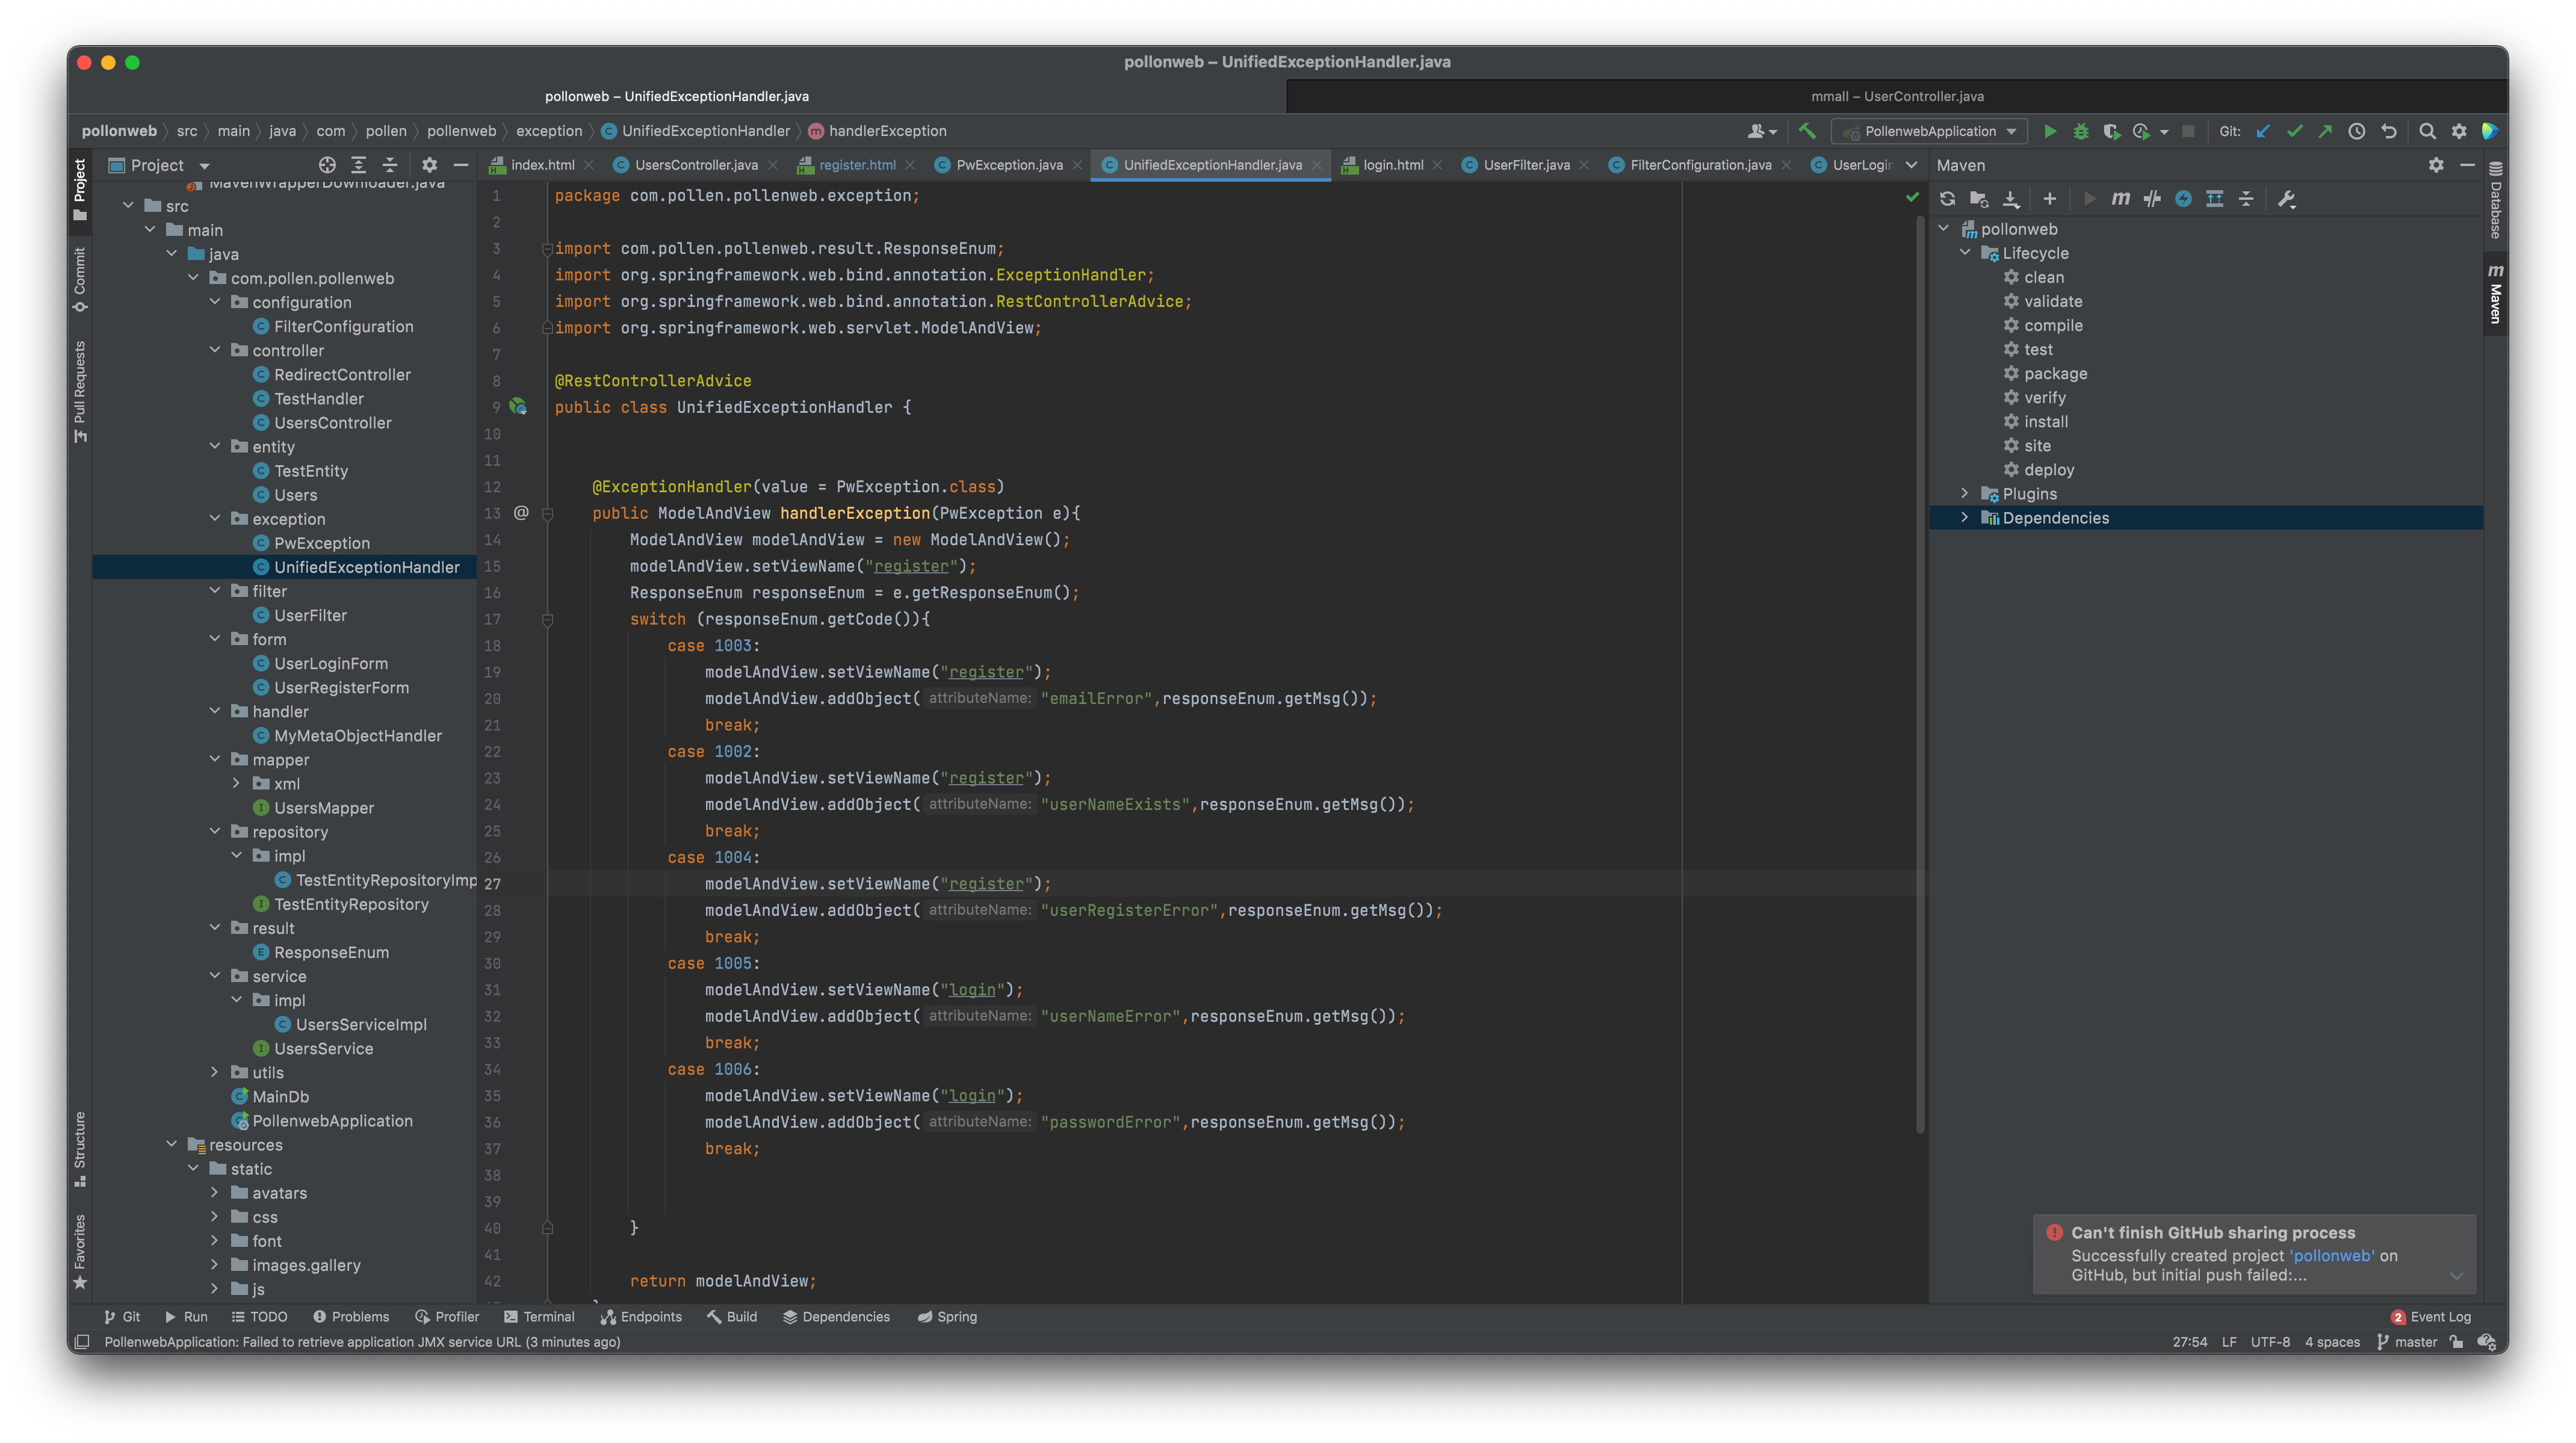 pollonweb – UnifiedExceptionHandler.java
pollonweb – UnifiedExceptionHandler.java
mmall – UserController.java
pollonweb src main java com pollen pollenweb exception UnifiedExceptionHandler handlerException
PollenwebApplication
Git:
Project
index.html
UsersController.java
register.html
PwException.java
UnifiedExceptionHandler.java
login.html
UserFilter.java
FilterConfiguration.java
UserLogin
Maven
Project
Commit
Pull Requests
Structure
Favorites
MavenWrapperDownloader.java
src
main
java
com.pollen.pollenweb
configuration
FilterConfiguration
controller
RedirectController
TestHandler
UsersController
entity
TestEntity
Users
exception
PwException
UnifiedExceptionHandler
filter
UserFilter
form
UserLoginForm
UserRegisterForm
handler
MyMetaObjectHandler
mapper
xml
UsersMapper
repository
impl
TestEntityRepositoryImp
TestEntityRepository
result
ResponseEnum
service
impl
UsersServiceImpl
UsersService
utils
MainDb
PollenwebApplication
resources
static
avatars
css
font
images.gallery
js
1 package com.pollen.pollenweb.exception;
2
3 import com.pollen.pollenweb.result.ResponseEnum;
4 import org.springframework.web.bind.annotation.ExceptionHandler;
5 import org.springframework.web.bind.annotation.RestControllerAdvice;
6 import org.springframework.web.servlet.ModelAndView;
7
8 @RestControllerAdvice
9 public class UnifiedExceptionHandler {
10
11
12 @ExceptionHandler(value = PwException.class)
13 @ public ModelAndView handlerException(PwException e){
14 ModelAndView modelAndView = new ModelAndView();
15 modelAndView.setViewName("register");
16 ResponseEnum responseEnum = e.getResponseEnum();
17 switch (responseEnum.getCode()){
18 case 1003:
19 modelAndView.setViewName("register");
20 modelAndView.addObject( attributeName: "emailError",responseEnum.getMsg());
21 break;
22 case 1002:
23 modelAndView.setViewName("register");
24 modelAndView.addObject( attributeName: "userNameExists",responseEnum.getMsg());
25 break;
26 case 1004:
27 modelAndView.setViewName("register");
28 modelAndView.addObject( attributeName: "userRegisterError",responseEnum.getMsg());
29 break;
30 case 1005:
31 modelAndView.setViewName("login");
32 modelAndView.addObject( attributeName: "userNameError",responseEnum.getMsg());
33 break;
34 case 1006:
35 modelAndView.setViewName("login");
36 modelAndView.addObject( attributeName: "passwordError",responseEnum.getMsg());
37 break;
38
39
40 }
41
42 return modelAndView;
pollonweb
Lifecycle
clean
validate
compile
test
package
verify
install
site
deploy
Plugins
Dependencies
Database
m Maven
Can't finish GitHub sharing process
Successfully created project 'pollonweb' on
GitHub, but initial push failed:...
Git Run TODO Problems Profiler Terminal Endpoints Build Dependencies Spring
2 Event Log
PollenwebApplication: Failed to retrieve application JMX service URL (3 minutes ago)
27:54 LF UTF-8 4 spaces master